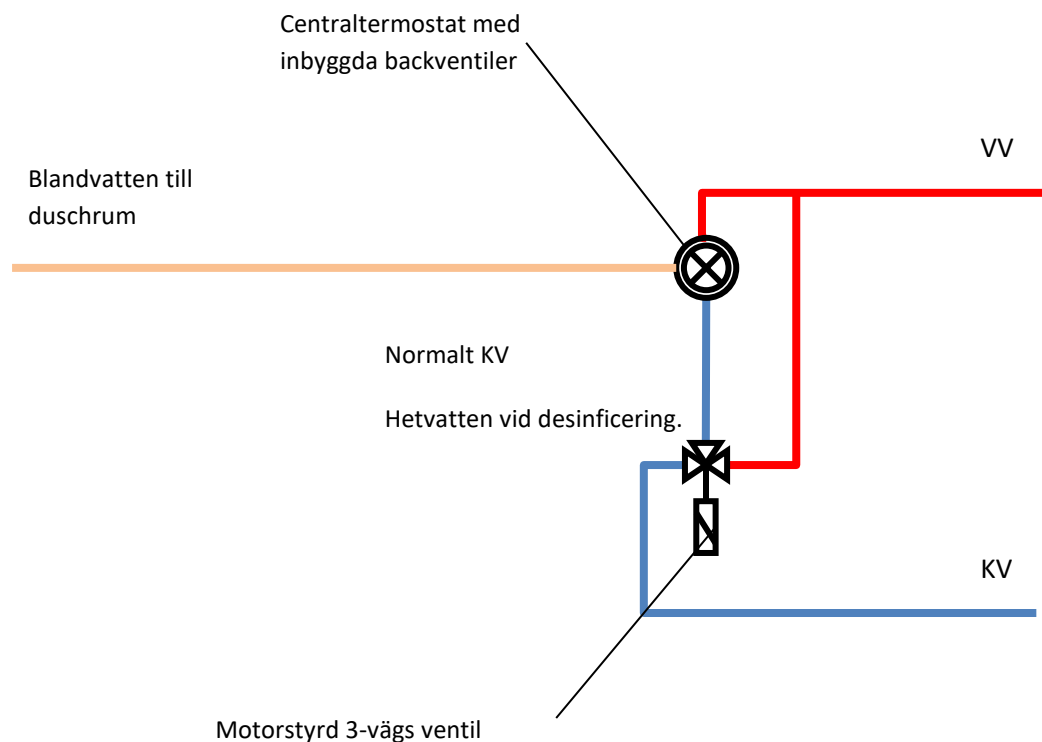 Centraltermostat med
inbyggda backventiler
VV
Blandvatten till
duschrum
Normalt KV
Hetvatten vid desinficering.
KV
Motorstyrd 3-vägs ventil